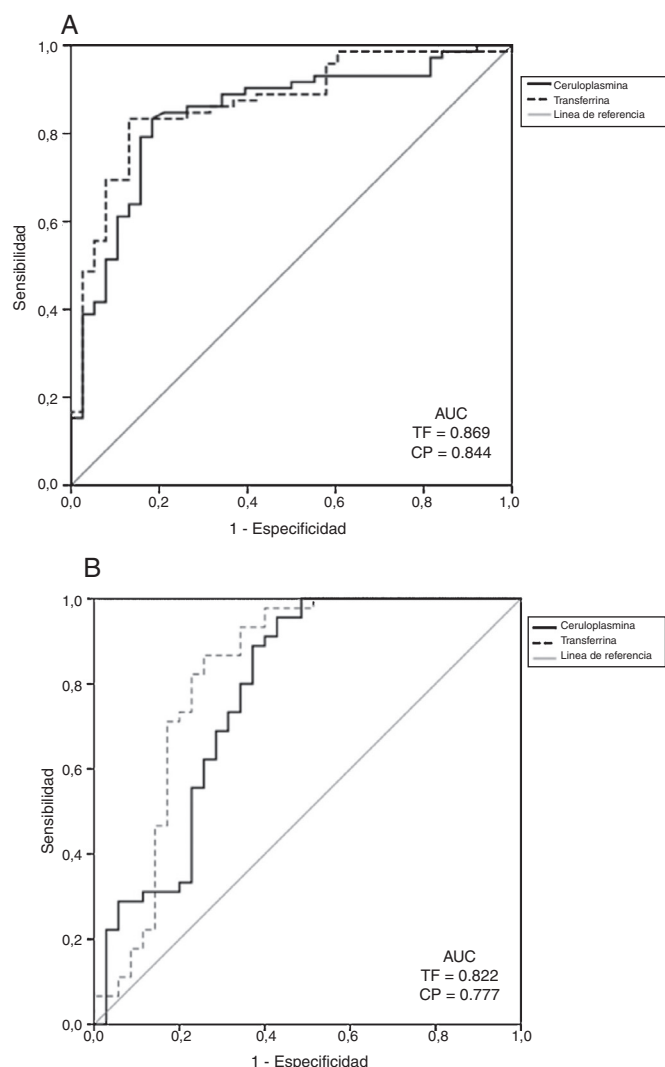 A
1,0
0,8
0,6
0,4
0,2
0,0
Sensibilidad
0,0 0,2 0,4 0,6 0,8 1,0
1 - Especificidad
AUC
TF = 0.869
CP = 0.844
Ceruloplasmina
Transferrina
Linea de referencia
B
1,0
0,8
0,6
0,4
0,2
0,0
Sensibilidad
0,0 0,2 0,4 0,6 0,8 1,0
1 - Especificidad
AUC
TF = 0.822
CP = 0.777
Ceruloplasmina
Transferrina
Linea de referencia